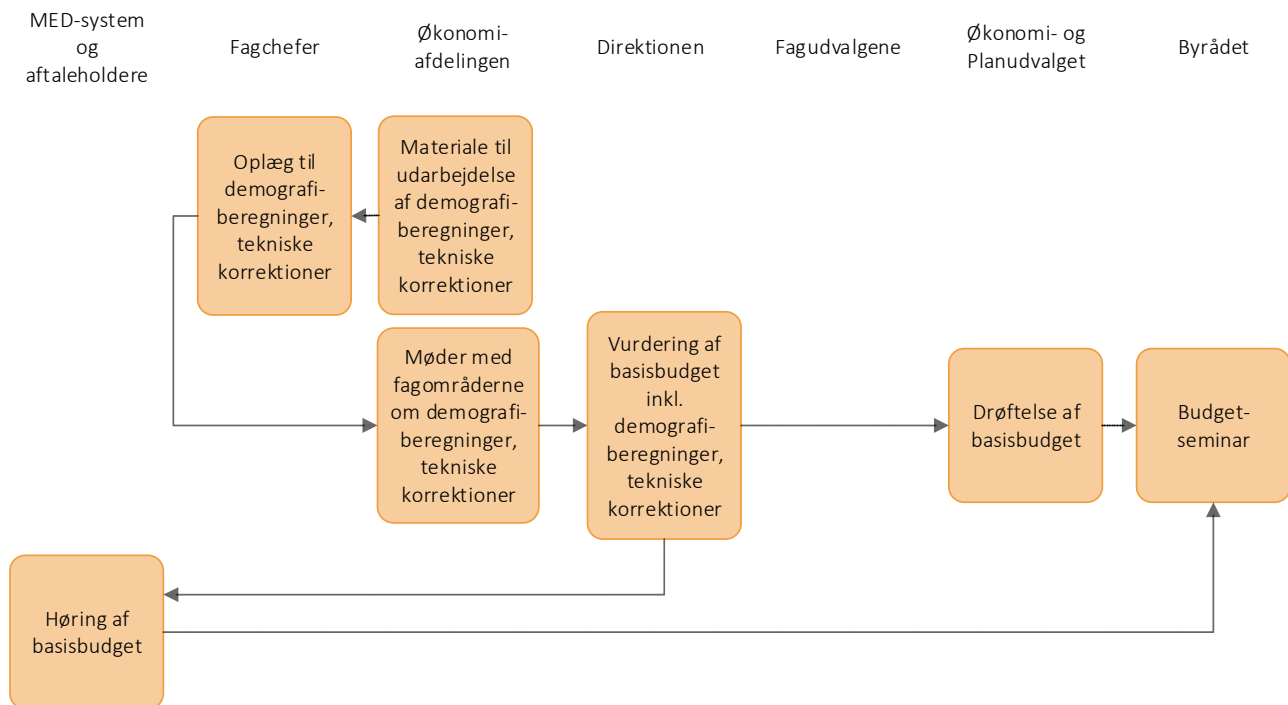 MED-system
og
aftaleholdere
Fagchefer
Økonomi-
afdelingen
Direktionen
Fagudvalgene
Økonomi- og
Planudvalget
Byrådet
Oplæg til
demografi-
beregninger,
tekniske
korrektioner
Materiale til
udarbejdelse
af demografi-
beregninger,
tekniske
korrektioner
Møder med
fagområderne
om demografi-
beregninger,
tekniske
korrektioner
Vurdering af
basisbudget
inkl.
demografi-
beregninger,
tekniske
korrektioner
Drøftelse af
basisbudget
Budget-
seminar
Høring af
basisbudget